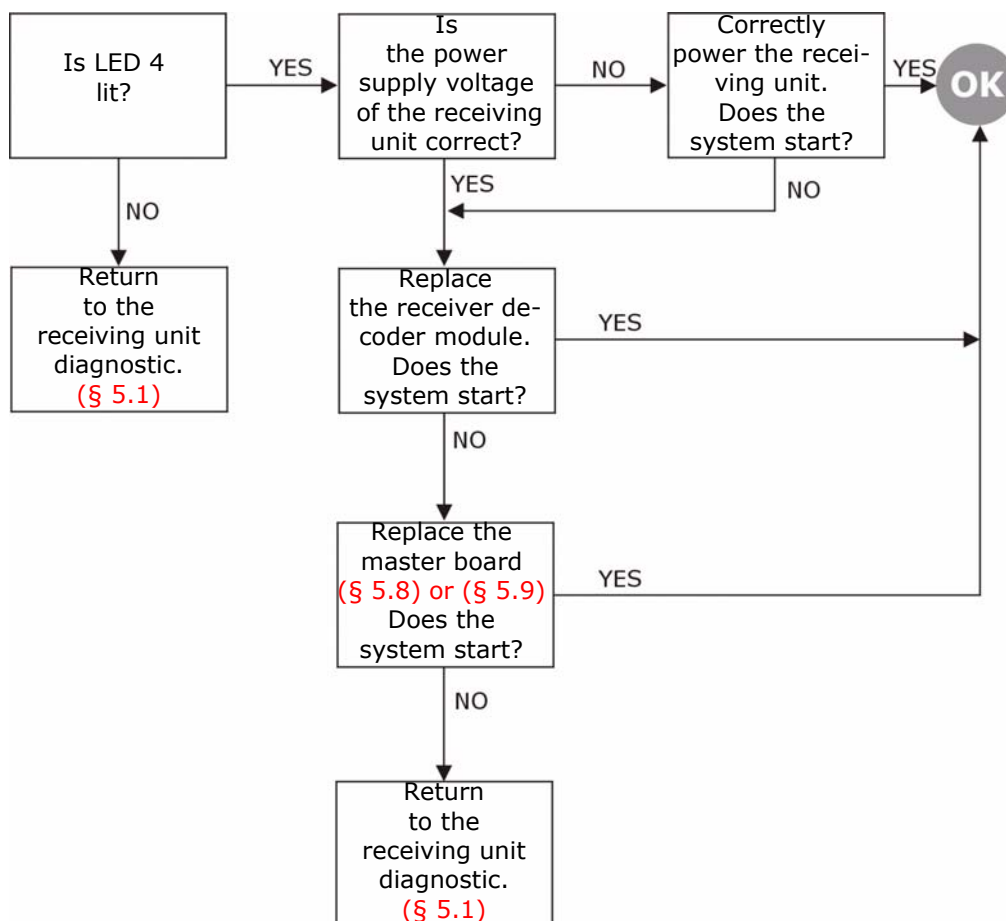 Is LED 4
lit?
YES
Is
the power
supply voltage
of the receiving
unit correct?
NO
Correctly
power the recei-
ving unit.
Does the
system start?
YES
OK
NO
YES
NO
Return
to the
receiving unit
diagnostic.
(§ 5.1)
Replace
the receiver de-
coder module.
Does the
system start?
YES
NO
Replace the
master board
(§ 5.8) or (§ 5.9)
Does the
system start?
YES
NO
Return
to the
receiving unit
diagnostic.
(§ 5.1)